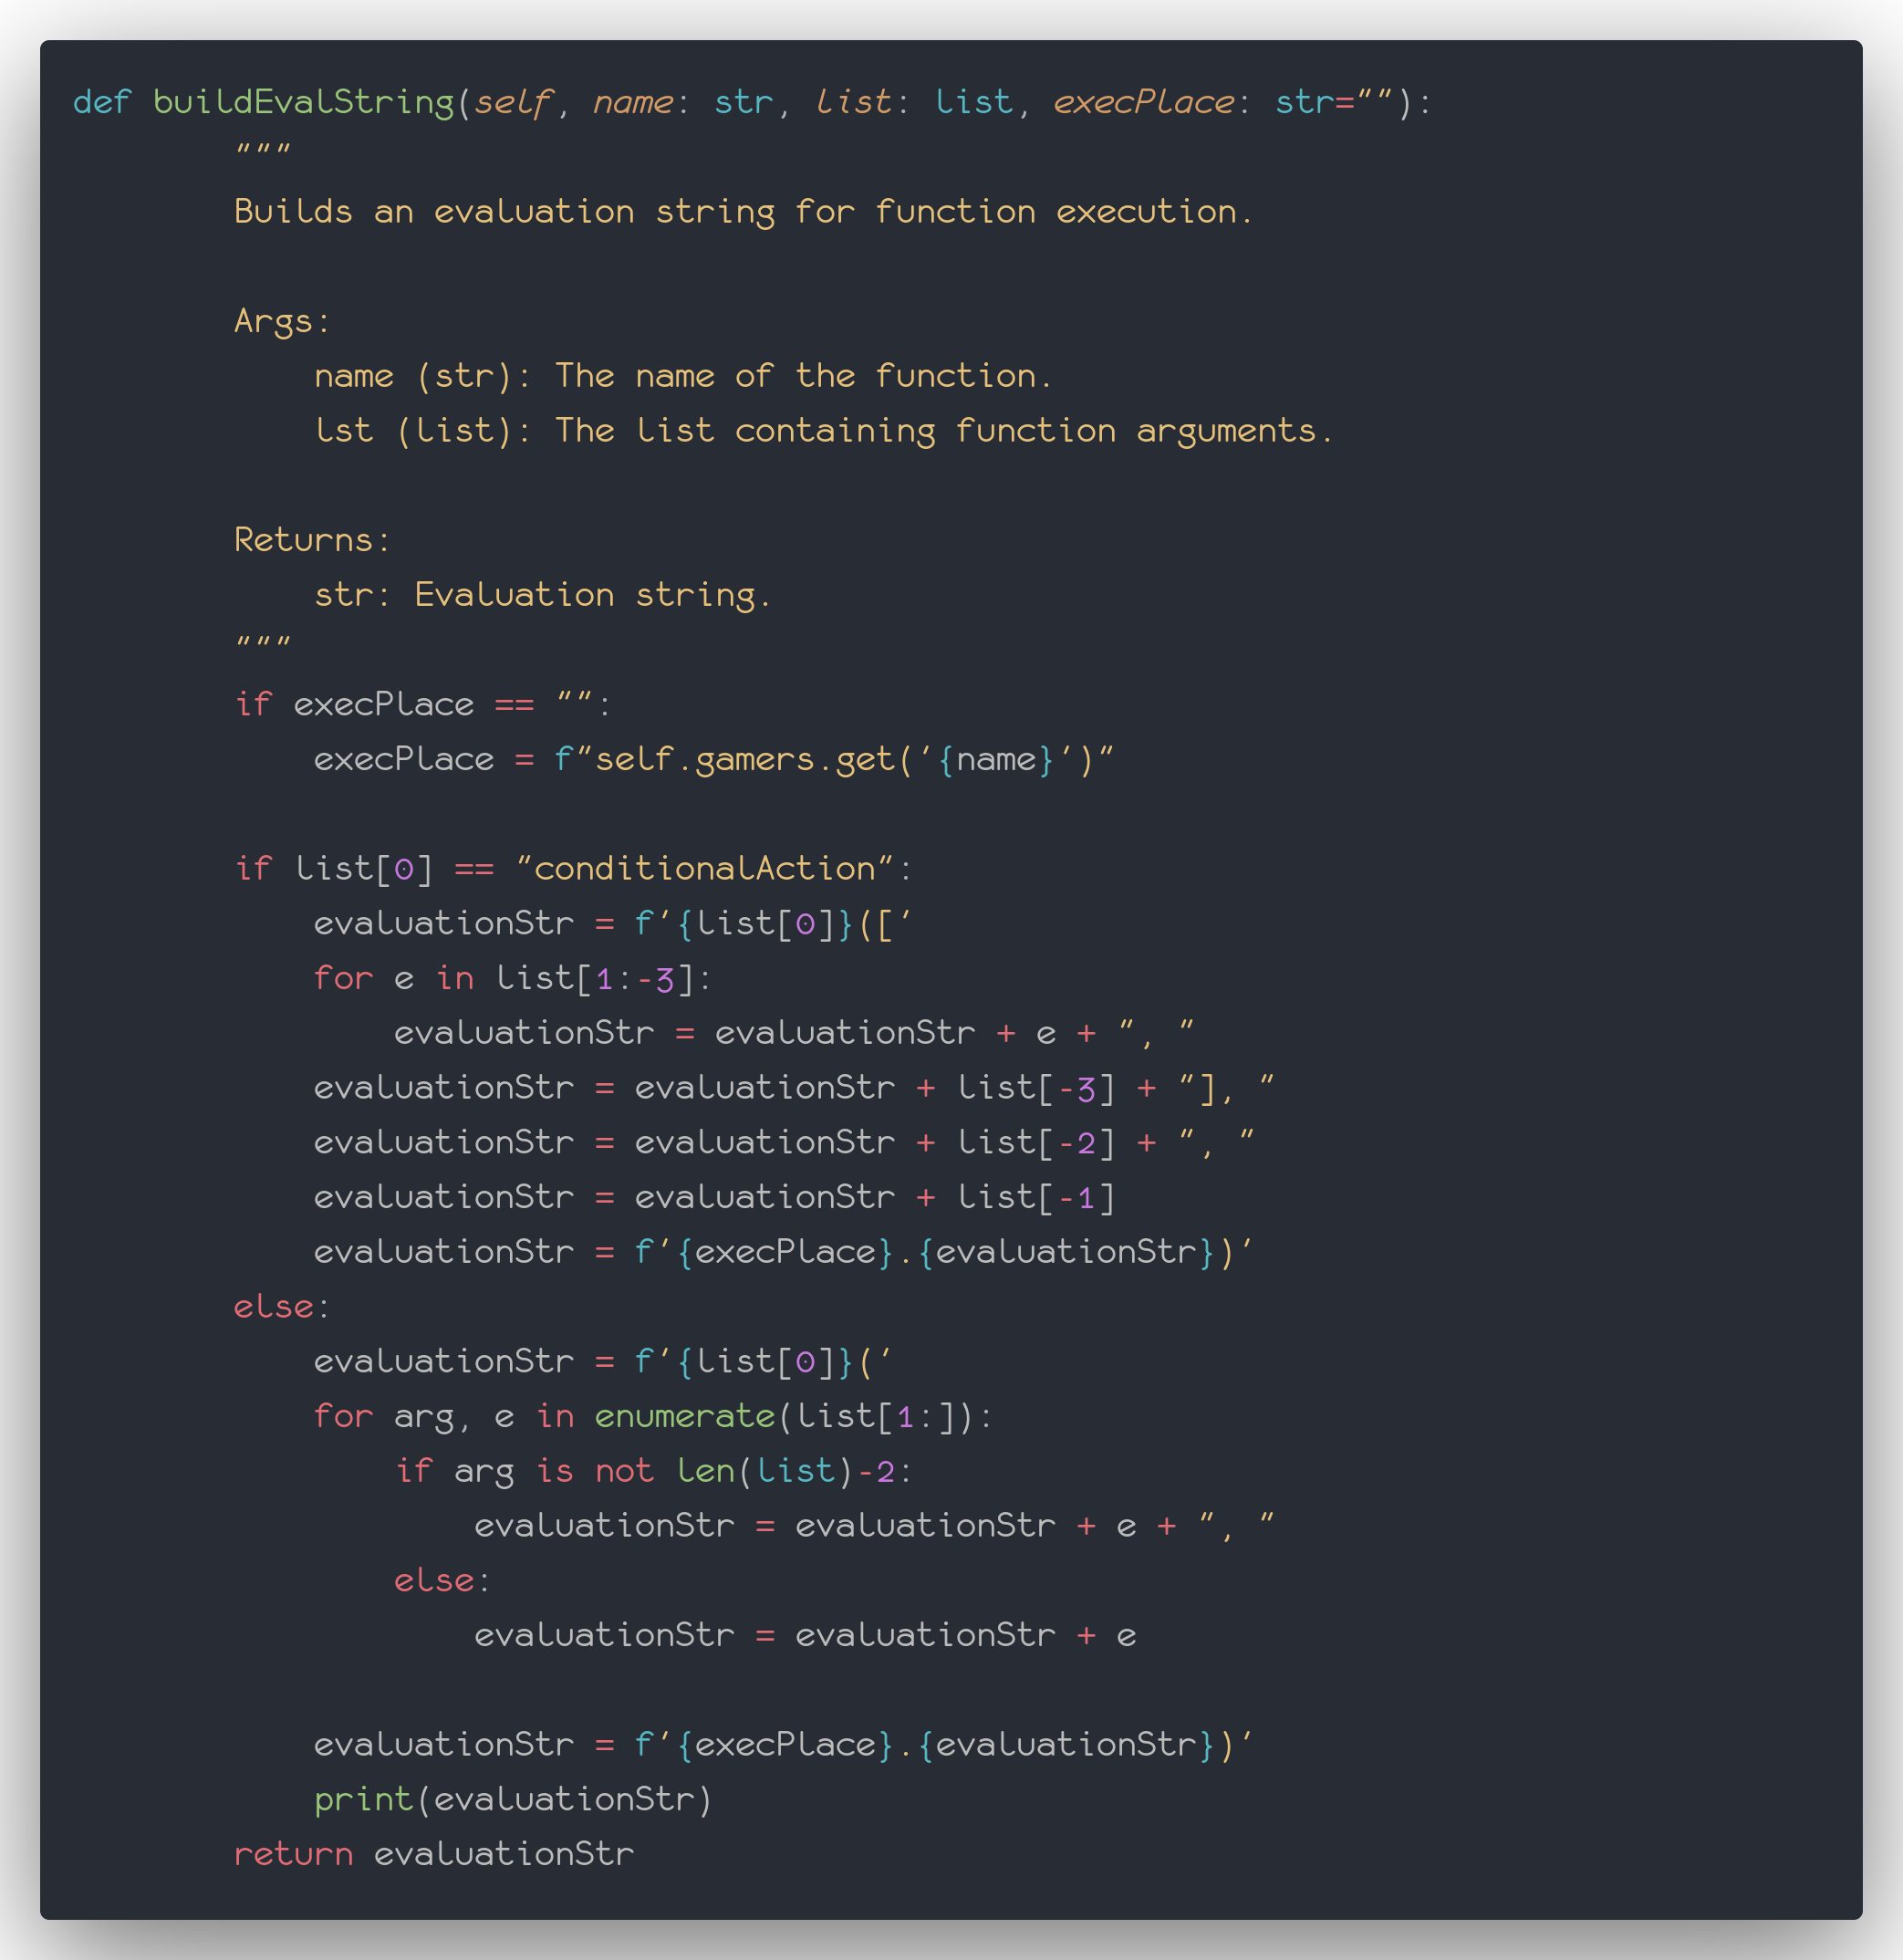 def buildEvalString(self, name: str, list: list, execPlace: str=""):
        """
        Builds an evaluation string for function execution.

        Args:
            name (str): The name of the function.
            lst (list): The list containing function arguments.

        Returns:
            str: Evaluation string.
        """
        if execPlace == "":
            execPlace = f"self.gamers.get('{name}')"

        if list[0] == "conditionalAction":
            evaluationStr = f'{list[0]}(['
            for e in list[1:-3]:
                evaluationStr = evaluationStr + e + ", "
            evaluationStr = evaluationStr + list[-3] + "], "
            evaluationStr = evaluationStr + list[-2] + ", "
            evaluationStr = evaluationStr + list[-1]
            evaluationStr = f'{execPlace}.{evaluationStr})'
        else:
            evaluationStr = f'{list[0]}('
            for arg, e in enumerate(list[1:]):
                if arg is not len(list)-2:
                    evaluationStr = evaluationStr + e + ", "
                else:
                    evaluationStr = evaluationStr + e

            evaluationStr = f'{execPlace}.{evaluationStr})'
            print(evaluationStr)
        return evaluationStr